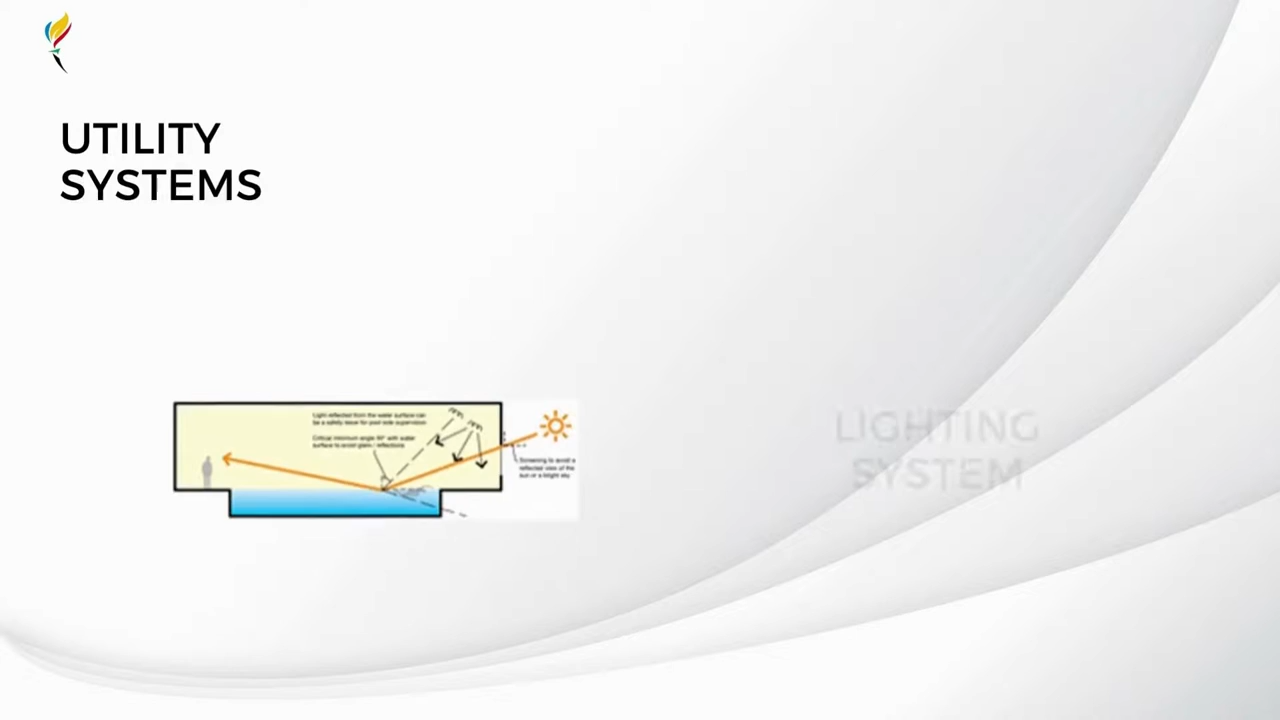 UTILITY
SYSTEMS
Light reflected from the water surface can
be a safety issue for pool side supervision
Critical minimum angle 50° with water
surface to avoid glare / reflections
Screening to avoid a
reflected view of the
sun or a bright sky
LIGHTING
SYSTEM